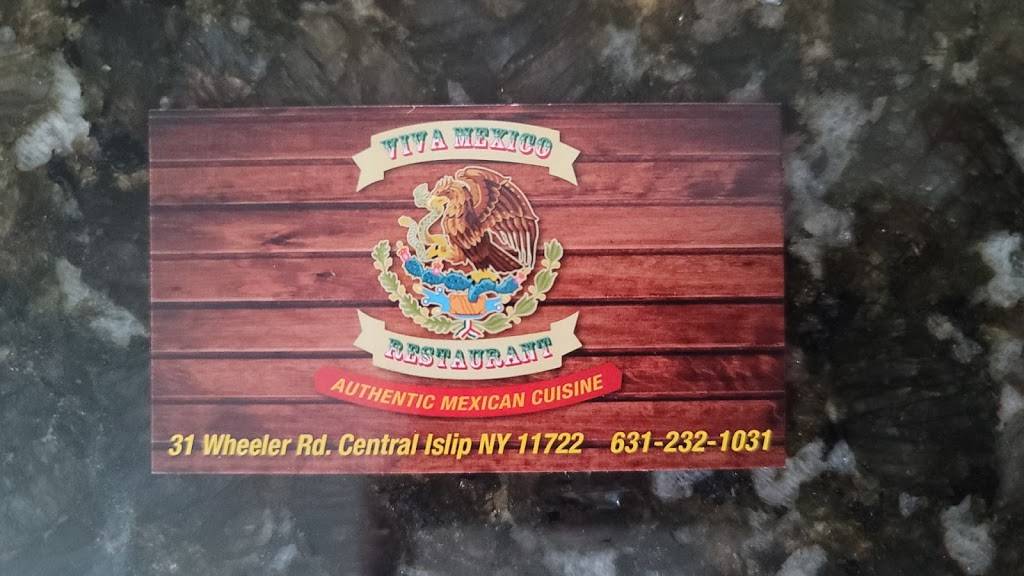 VIVA MEXICO
RESTAURANT
AUTHENTIC MEXICAN CUISINE
31 Wheeler Rd. Central Islip NY 11722 631-232-1031